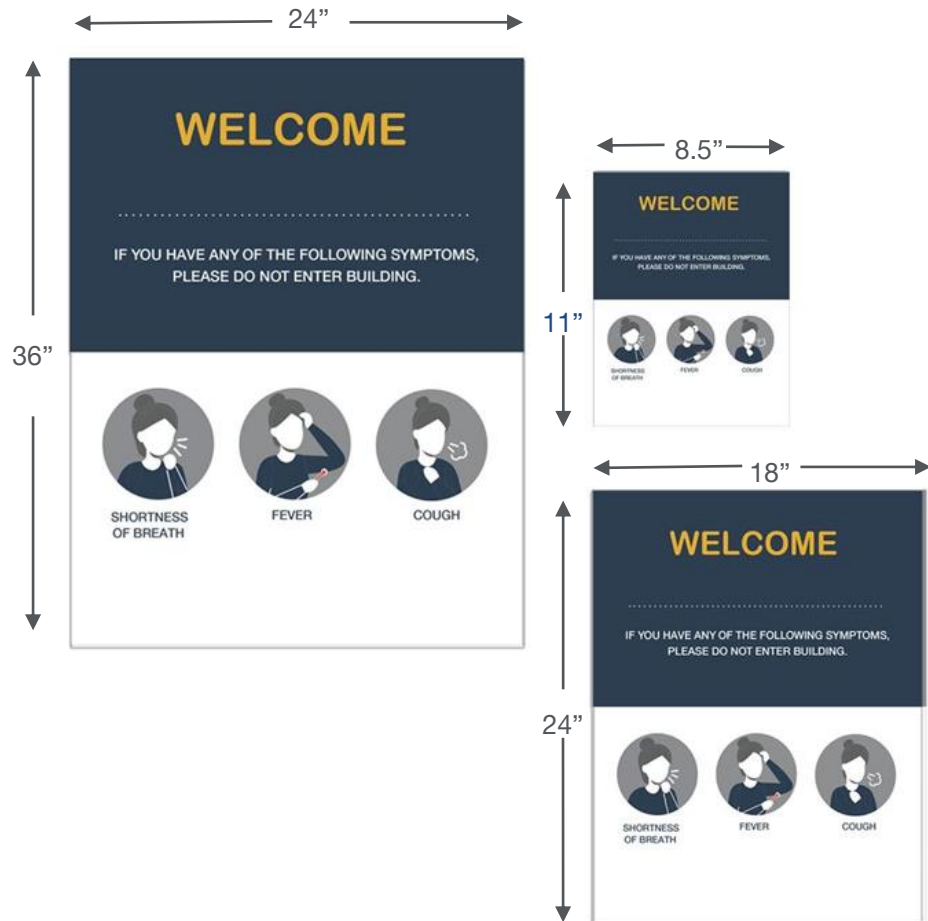 24”
36”
WELCOME
IF YOU HAVE ANY OF THE FOLLOWING SYMPTOMS,
PLEASE DO NOT ENTER BUILDING.
SHORTNESS
OF BREATH
FEVER
COUGH
8.5”
11”
WELCOME
IF YOU HAVE ANY OF THE FOLLOWING SYMPTOMS,
PLEASE DO NOT ENTER BUILDING.
SHORTNESS
OF BREATH
FEVER
COUGH
18”
24”
WELCOME
IF YOU HAVE ANY OF THE FOLLOWING SYMPTOMS,
PLEASE DO NOT ENTER BUILDING.
SHORTNESS
OF BREATH
FEVER
COUGH